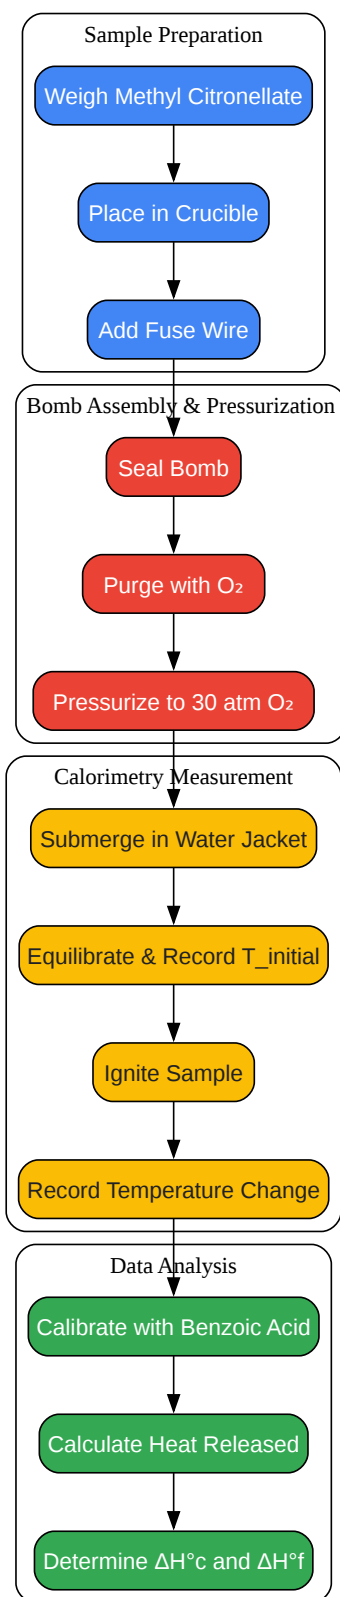 Sample Preparation
Weigh Methyl Citronellate
Place in Crucible
Add Fuse Wire
Bomb Assembly & Pressurization
Seal Bomb
Purge with O₂
Pressurize to 30 atm O₂
Calorimetry Measurement
Submerge in Water Jacket
Equilibrate & Record T_initial
Ignite Sample
Record Temperature Change
Data Analysis
Calibrate with Benzoic Acid
Calculate Heat Released
Determine ΔH°c and ΔH°f